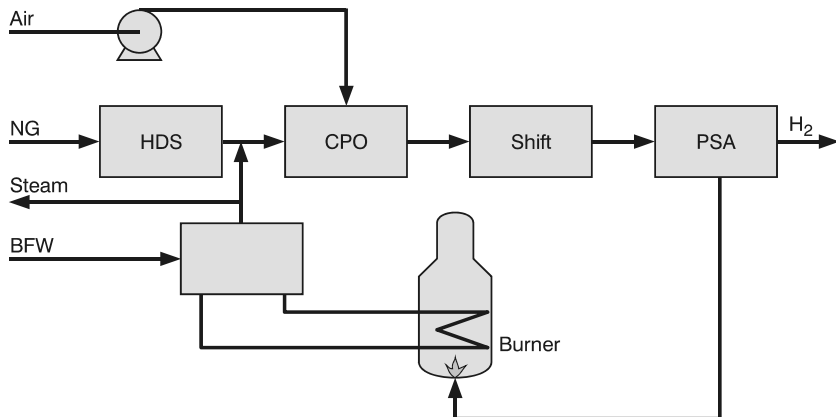 Air
NG
HDS
CPO
Shift
PSA
H₂
Steam
BFW
Burner